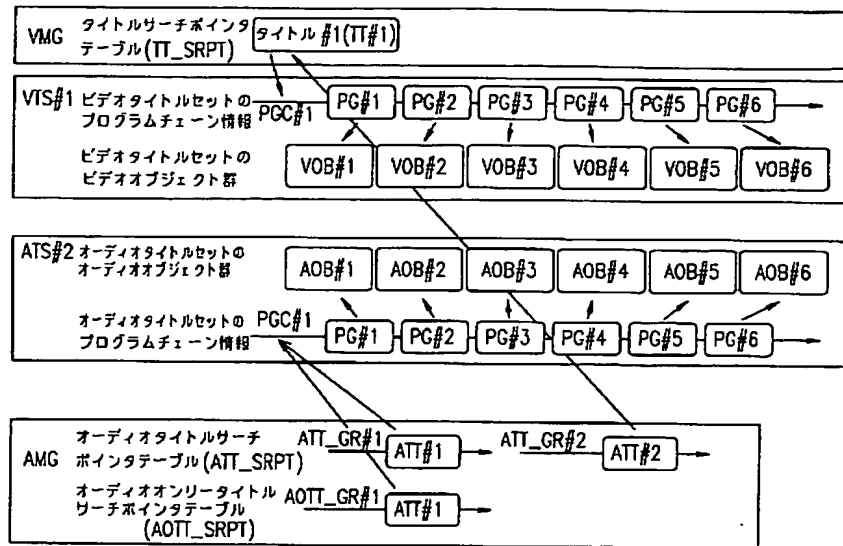 VMG タイトルサーチポインタ
テーブル(TT_SRPT)
タイトル#1(TT#1)
VTS#1 ビデオタイトルセットの
プログラムチェーン情報
PGC#1 PG#1 PG#2 PG#3 PG#4 PG#5 PG#6
ビデオタイトルセットの
ビデオオブジェクト群
VOB#1 VOB#2 VOB#3 VOB#4 VOB#5 VOB#6
ATS#2 オーディオタイトルセットの
オーディオオブジェクト群
AOB#1 AOB#2 AOB#3 AOB#4 AOB#5 AOB#6
オーディオタイトルセットの
プログラムチェーン情報
PGC#1 PG#1 PG#2 PG#3 PG#4 PG#5 PG#6
AMG オーディオタイトルサーチ
ポインタテーブル(ATT_SRPT)
ATT_GR#1 ATT#1 ATT_GR#2 ATT#2
オーディオオンリータイトル
サーチポインタテーブル
(AOTT_SRPT)
AOTT_GR#1 ATT#1